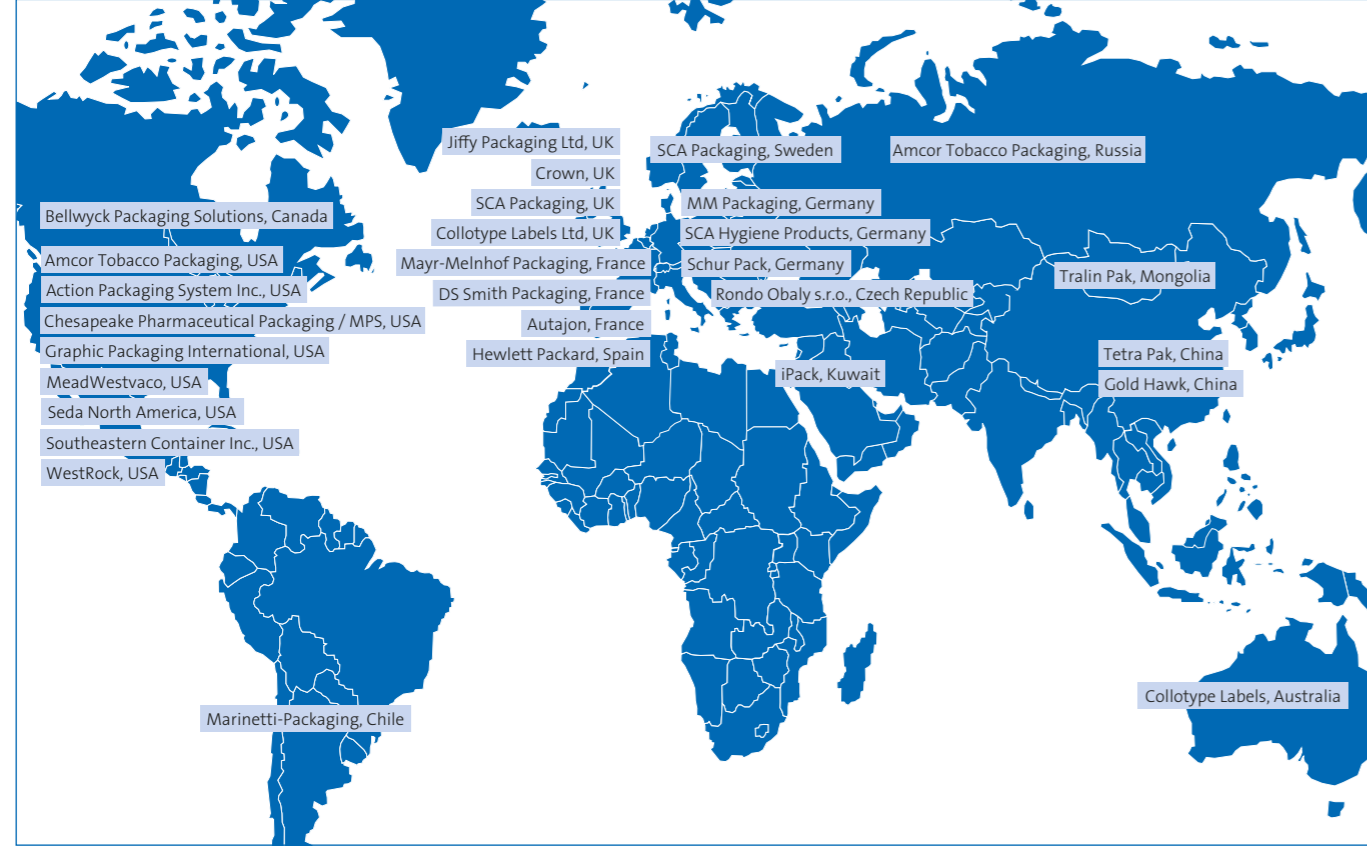 Jiffy Packaging Ltd, UK
Crown, UK
SCA Packaging, UK
Collotype Labels Ltd, UK
Mayr-Melnhof Packaging, France
DS Smith Packaging, France
Autajon, France
Hewlett Packard, Spain
SCA Packaging, Sweden
Amcor Tobacco Packaging, Russia
MM Packaging, Germany
SCA Hygiene Products, Germany
Schur Pack, Germany
Rondo Obaly s.r.o., Czech Republic
iPack, Kuwait
Tralin Pak, Mongolia
Tetra Pak, China
Gold Hawk, China
Bellwyck Packaging Solutions, Canada
Amcor Tobacco Packaging, USA
Action Packaging System Inc., USA
Chesapeake Pharmaceutical Packaging / MPS, USA
Graphic Packaging International, USA
MeadWestvaco, USA
Seda North America, USA
Southeastern Container Inc., USA
WestRock, USA
Marinetti-Packaging, Chile
Collotype Labels, Australia